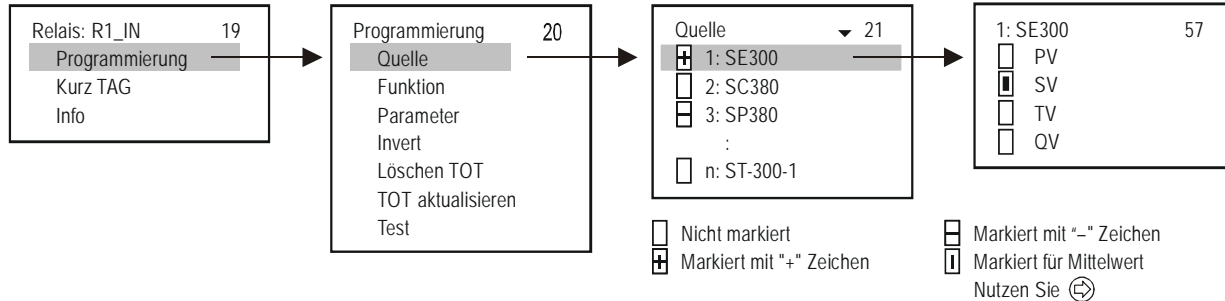 Relais: R1_IN 19
Programmierung
Kurz TAG
Info
Programmierung 20
Quelle
Funktion
Parameter
Invert
Löschen TOT
TOT aktualisieren
Test
Quelle 21
1: SE300
2: SC380
3: SP380
:
n: ST-300-1
1: SE300 57
PV
SV
TV
QV
Nicht markiert
Markiert mit "+" Zeichen
Markiert mit “–" Zeichen
Markiert für Mittelwert
Nutzen Sie